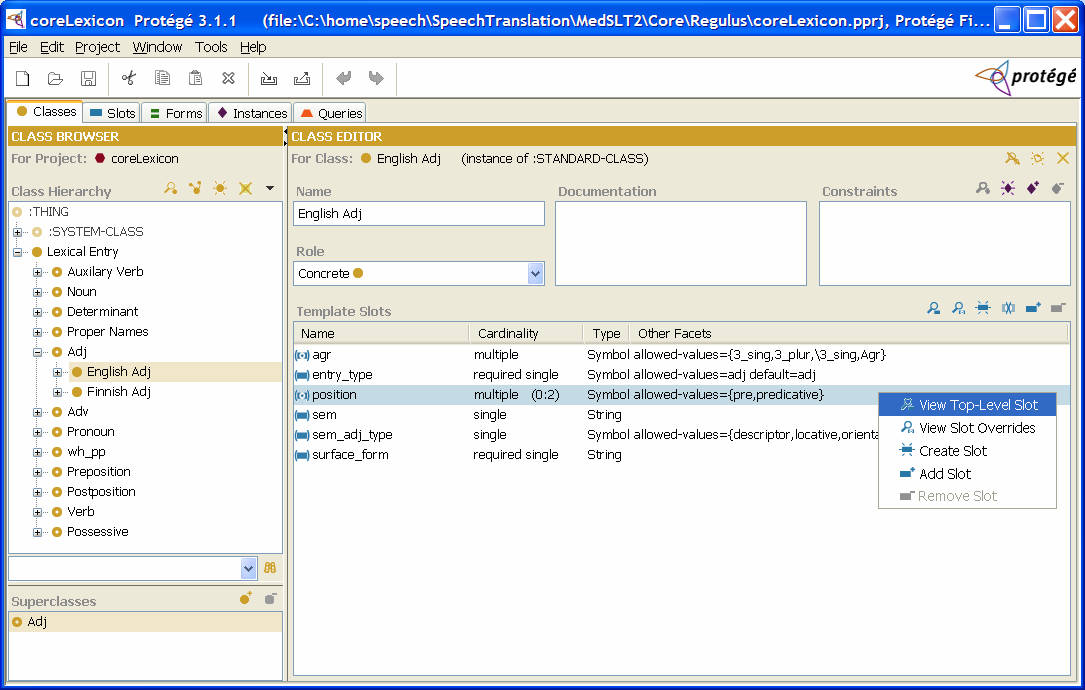 coreLexicon Protégé 3.1.1 (file:\C:\home\speech\SpeechTranslation\MedSLT2\Core\Regulus\coreLexicon.pprj, Protégé Fi...
File Edit Project Window Tools Help
protégé
Classes Slots Forms Instances Queries
CLASS BROWSER
For Project: coreLexicon
Class Hierarchy
:THING
:SYSTEM-CLASS
Lexical Entry
Auxilary Verb
Noun
Determinant
Proper Names
Adj
English Adj
Finnish Adj
Adv
Pronoun
wh_pp
Preposition
Postposition
Verb
Possessive
Superclasses
Adj
CLASS EDITOR
For Class: English Adj (instance of :STANDARD-CLASS)
Name
English Adj
Documentation
Constraints
Role
Concrete
Template Slots
Name Cardinality Type Other Facets
agr multiple Symbol allowed-values={3_sing,3_plur,\3_sing,Agr}
entry_type required single Symbol allowed-values=adj default=adj
position multiple (0:2) Symbol allowed-values={pre,predicative}
sem single String
sem_adj_type single Symbol allowed-values={descriptor,locative,orienta
surface_form required single String
View Top-Level Slot
View Slot Overrides
Create Slot
Add Slot
Remove Slot